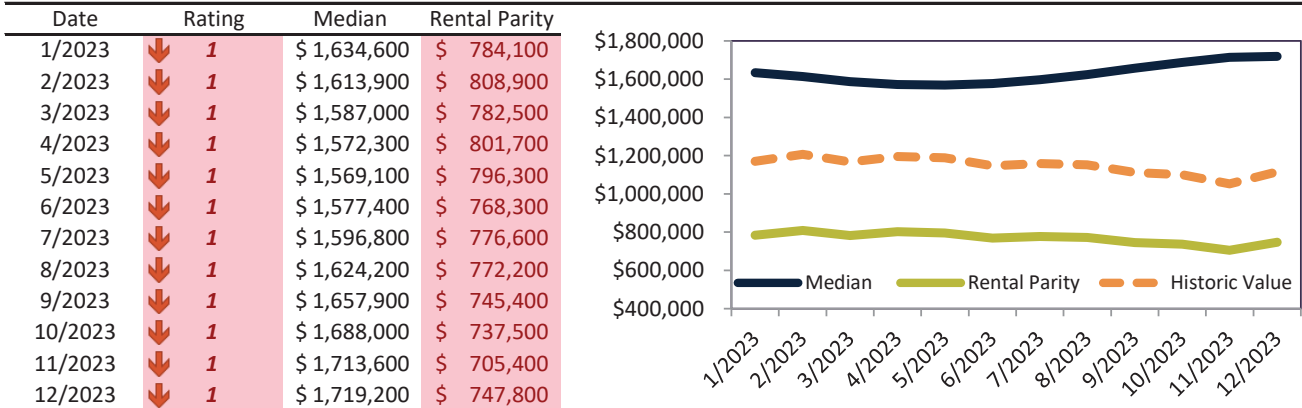 Date Rating Median Rental Parity
1/2023 1 $ 1,634,600 $ 784,100
2/2023 1 $ 1,613,900 $ 808,900
3/2023 1 $ 1,587,000 $ 782,500
4/2023 1 $ 1,572,300 $ 801,700
5/2023 1 $ 1,569,100 $ 796,300
6/2023 1 $ 1,577,400 $ 768,300
7/2023 1 $ 1,596,800 $ 776,600
8/2023 1 $ 1,624,200 $ 772,200
9/2023 1 $ 1,657,900 $ 745,400
10/2023 1 $ 1,688,000 $ 737,500
11/2023 1 $ 1,713,600 $ 705,400
12/2023 1 $ 1,719,200 $ 747,800
$1,800,000
$1,600,000
$1,400,000
$1,200,000
$1,000,000
$800,000
$600,000
$400,000
Median Rental Parity Historic Value
1/2023 2/2023 3/2023 4/2023 5/2023 6/2023 7/2023 8/2023 9/2023 10/2023 11/2023 12/2023